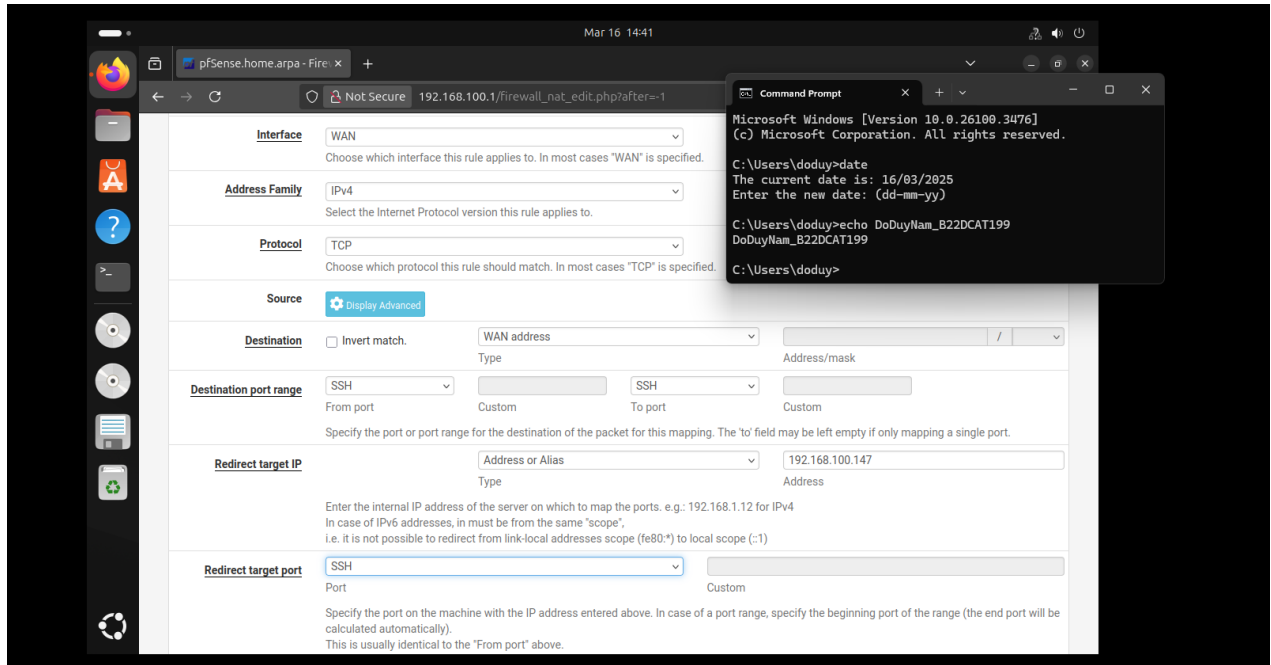 Mar 16 14:41
pfSense.home.arpa - Fire
Not Secure 192.168.100.1/firewall_nat_edit.php?after=-1
Interface
WAN
Choose which interface this rule applies to. In most cases "WAN" is specified.
Address Family
IPv4
Select the Internet Protocol version this rule applies to.
Protocol
TCP
Choose which protocol this rule should match. In most cases "TCP" is specified.
Source
Display Advanced
Destination
Invert match.
WAN address
/
Type
Address/mask
Destination port range
SSH
SSH
From port
Custom
To port
Custom
Specify the port or port range for the destination of the packet for this mapping. The 'to' field may be left empty if only mapping a single port.
Redirect target IP
Address or Alias
192.168.100.147
Type
Address
Enter the internal IP address of the server on which to map the ports. e.g.: 192.168.1.12 for IPv4
In case of IPv6 addresses, in must be from the same "scope",
i.e. it is not possible to redirect from link-local addresses scope (fe80:*) to local scope (::1)
Redirect target port
SSH
Port
Custom
Specify the port on the machine with the IP address entered above. In case of a port range, specify the beginning port of the range (the end port will be
calculated automatically).
This is usually identical to the "From port" above.
Command Prompt
Microsoft Windows [Version 10.0.26100.3476]
(c) Microsoft Corporation. All rights reserved.
C:\Users\doduy>date
The current date is: 16/03/2025
Enter the new date: (dd-mm-yy)
C:\Users\doduy>echo DoDuyNam_B22DCAT199
DoDuyNam_B22DCAT199
C:\Users\doduy>